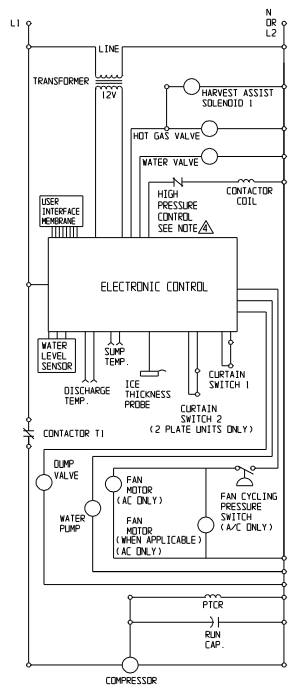 L1
N
OR
L2
LINE
TRANSFORMER
12V
HARVEST ASSIST
SOLENOID 1
HOT GAS VALVE
WATER VALVE
HIGH
PRESSURE
CONTROL
SEE NOTE 4
CONTACTOR
COIL
USER
INTERFACE
MEMBRANE
ELECTRONIC CONTROL
WATER
LEVEL
SENSOR
SUMP
TEMP.
DISCHARGE
TEMP.
ICE
THICKNESS
PROBE
CURTAIN
SWITCH 1
CURTAIN
SWITCH 2
(2 PLATE UNITS ONLY)
CONTACTOR T1
DUMP
VALVE
WATER
PUMP
FAN
MOTOR
(AC ONLY)
FAN
MOTOR
(WHEN APPLICABLE)
(AC ONLY)
FAN CYCLING
PRESSURE
SWITCH
(A/C ONLY)
PTCR
RUN
CAP.
COMPRESSOR